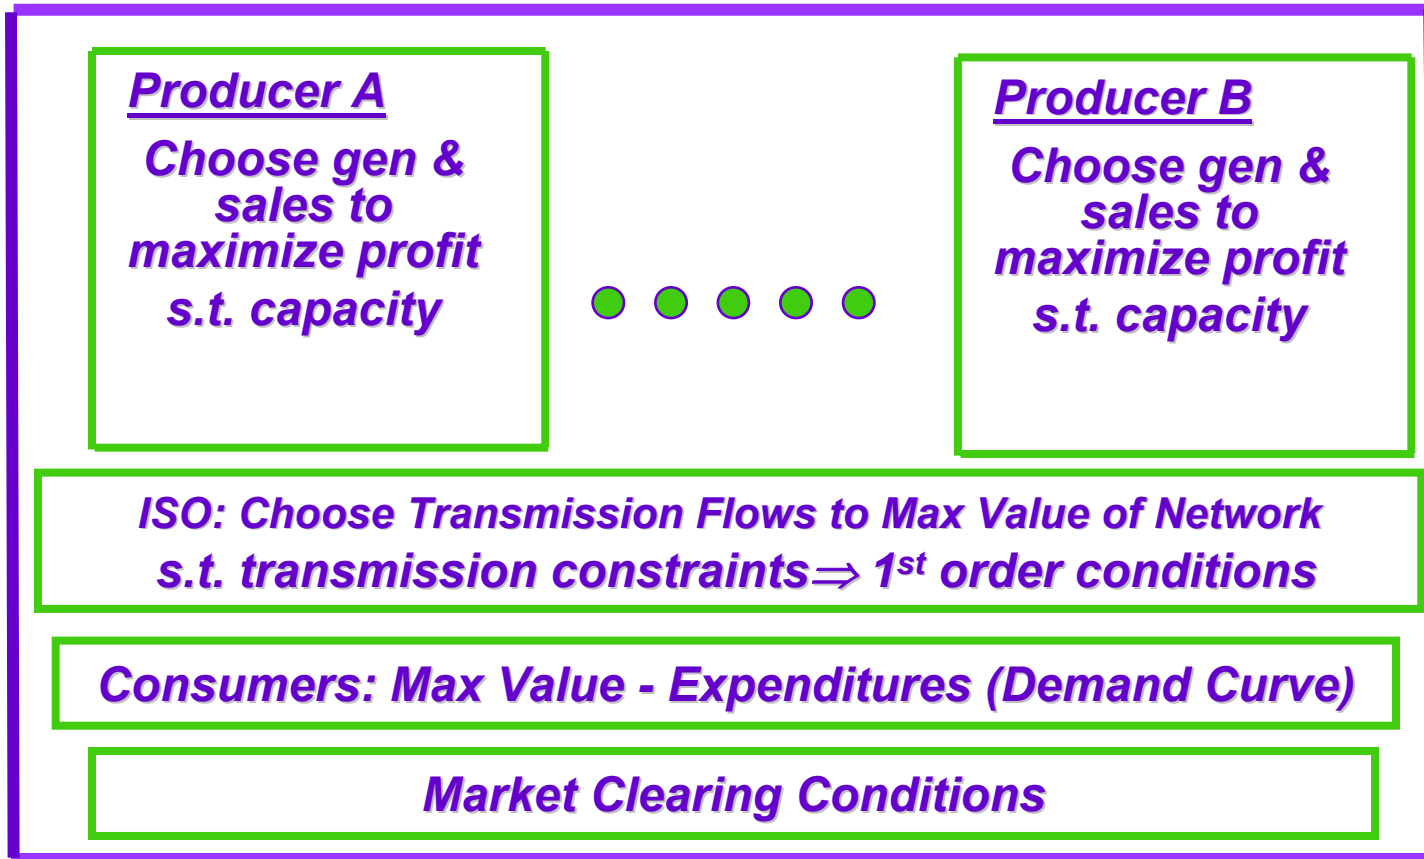 Producer A
Choose gen &
sales to
maximize profit
s.t. capacity
Producer B
Choose gen &
sales to
maximize profit
s.t. capacity
ISO: Choose Transmission Flows to Max Value of Network
s.t. transmission constraints⇒ 1st order conditions
Consumers: Max Value - Expenditures (Demand Curve)
Market Clearing Conditions